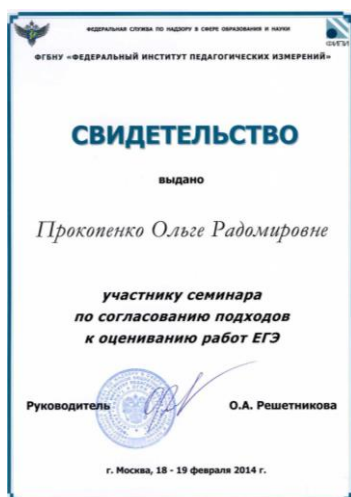 ФЕДЕРАЛЬНАЯ СЛУЖБА ПО НАДЗОРУ В СФЕРЕ ОБРАЗОВАНИЯ И НАУКИ
ФИПИ
ФГБНУ «ФЕДЕРАЛЬНЫЙ ИНСТИТУТ ПЕДАГОГИЧЕСКИХ ИЗМЕРЕНИЙ»
СВИДЕТЕЛЬСТВО
выдано
Прокопенко Ольге Радомировне
участнику семинара
по согласованию подходов
к оцениванию работ ЕГЭ
Руководитель О.А. Решетникова
г. Москва, 18 - 19 февраля 2014 г.